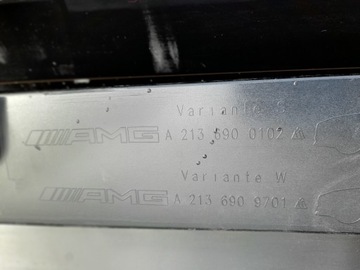 Variante S
AMG A 213 690 0102
Variante W
AMG A 213 690 9701